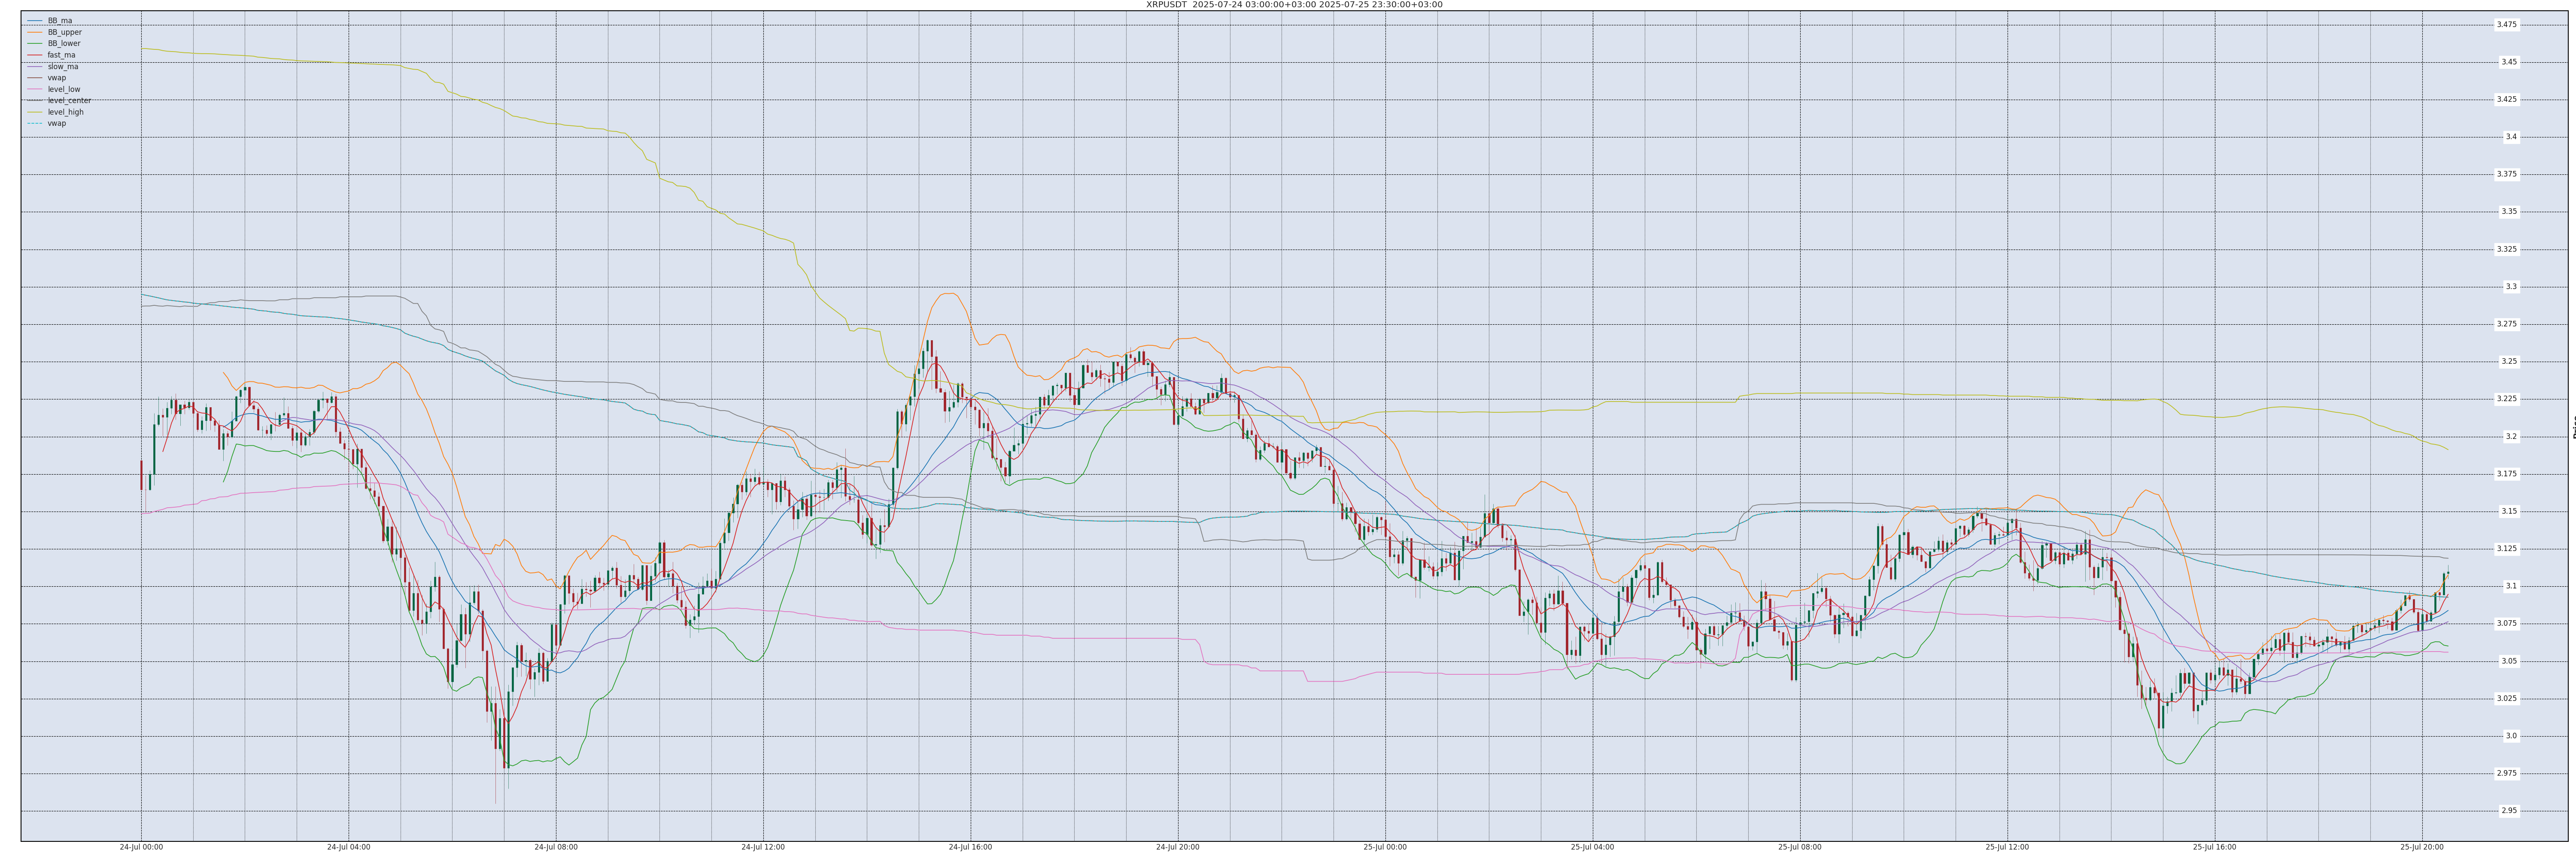 XRPUSDT 2025-07-24 03:00:00+03:00 2025-07-25 23:30:00+03:00
BB_ma
BB_upper
BB_lower
fast_ma
slow_ma
vwap
level_low
level_center
level_high
vwap
3.475
3.45
3.425
3.4
3.375
3.35
3.325
3.3
3.275
3.25
3.225
3.2
3.175
3.15
3.125
3.1
3.075
3.05
3.025
3.0
2.975
2.95
24-Jul 00:00 24-Jul 04:00 24-Jul 08:00 24-Jul 12:00 24-Jul 16:00 24-Jul 20:00 25-Jul 00:00 25-Jul 04:00 25-Jul 08:00 25-Jul 12:00 25-Jul 16:00 25-Jul 20:00